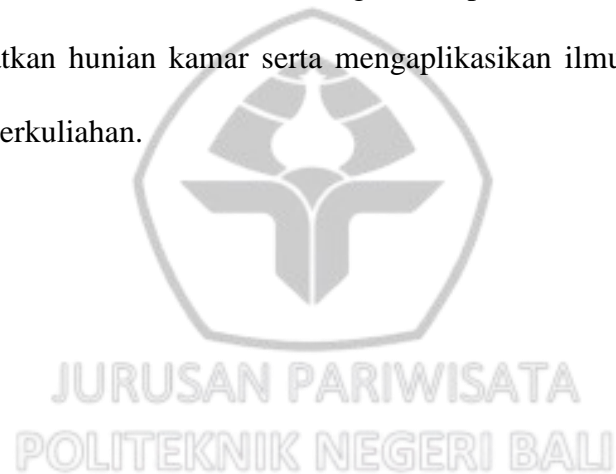 atkan hunian kamar serta mengaplikasikan ilmu
erkuliahan.
JURUSAN PARIWISATA
POLITEKNIK NEGERI BALI